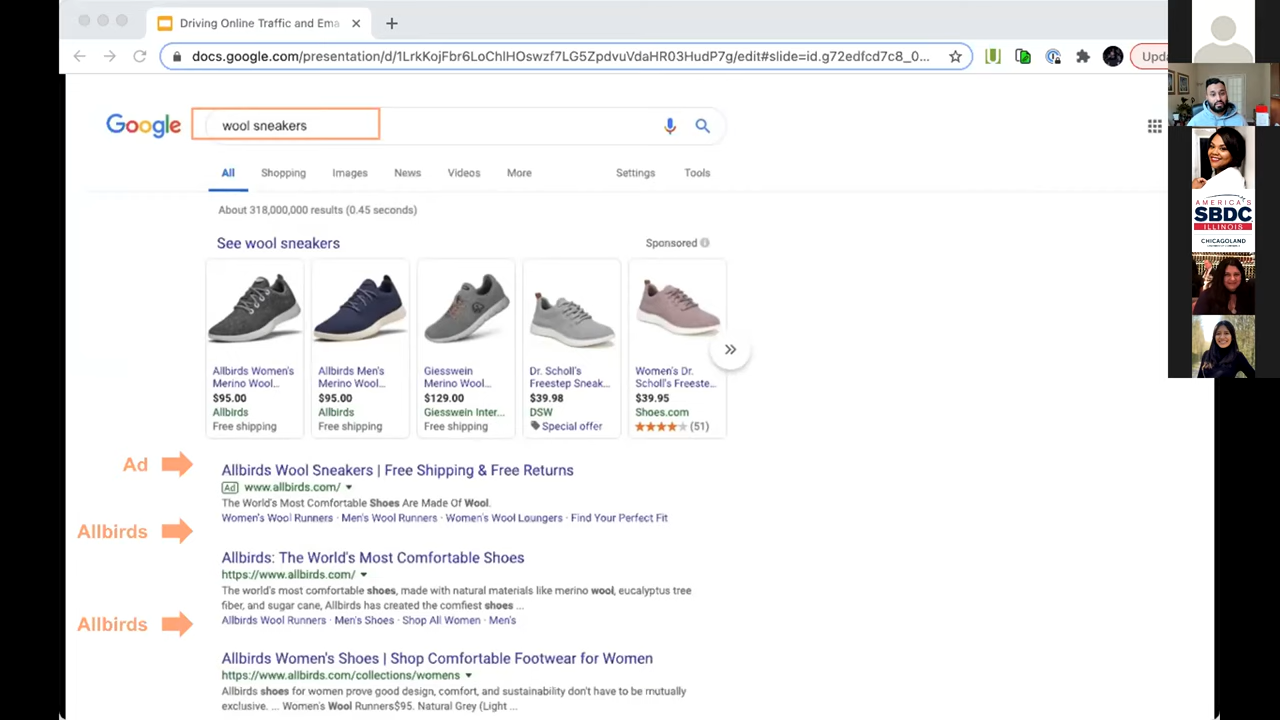 Driving Online Traffic and Ema
docs.google.com/presentation/d/1LrkKojFbr6LoChlHOswzf7LG5ZpdvuVdaHR03HudP7g/edit#slide=id.g72edfcd7c8_0...
Upda
Google
wool sneakers
All Shopping Images News Videos More Settings Tools
About 318,000,000 results (0.45 seconds)
See wool sneakers Sponsored
Allbirds Women's Allbirds Men's Giesswein Dr. Scholl's Women's Dr.
Merino Wool... Merino Wool... Merino Wool... Freestep Sneak... Scholl's Freeste...
$95.00 $95.00 $129.00 $39.98 $39.95
Allbirds Allbirds Giesswein Inter... DSW Shoes.com
Free shipping Free shipping Free shipping Special offer (51)
Ad
Allbirds Wool Sneakers | Free Shipping & Free Returns
Ad www.allbirds.com/
The World's Most Comfortable Shoes Are Made Of Wool.
Women's Wool Runners · Men's Wool Runners · Women's Wool Loungers · Find Your Perfect Fit
Allbirds
Allbirds: The World's Most Comfortable Shoes
https://www.allbirds.com/
The world's most comfortable shoes, made with natural materials like merino wool, eucalyptus tree
fiber, and sugar cane, Allbirds has created the comfiest shoes ...
Allbirds Wool Runners · Men's Shoes · Shop All Women · Men's
Allbirds
Allbirds Women's Shoes | Shop Comfortable Footwear for Women
https://www.allbirds.com/collections/womens
Allbirds shoes for women prove good design, comfort, and sustainability don't have to be mutually
exclusive. ... Women's Wool Runners$95. Natural Grey (Light ...
AMERICA'S
SBDC
ILLINOIS
CHICAGOLAND